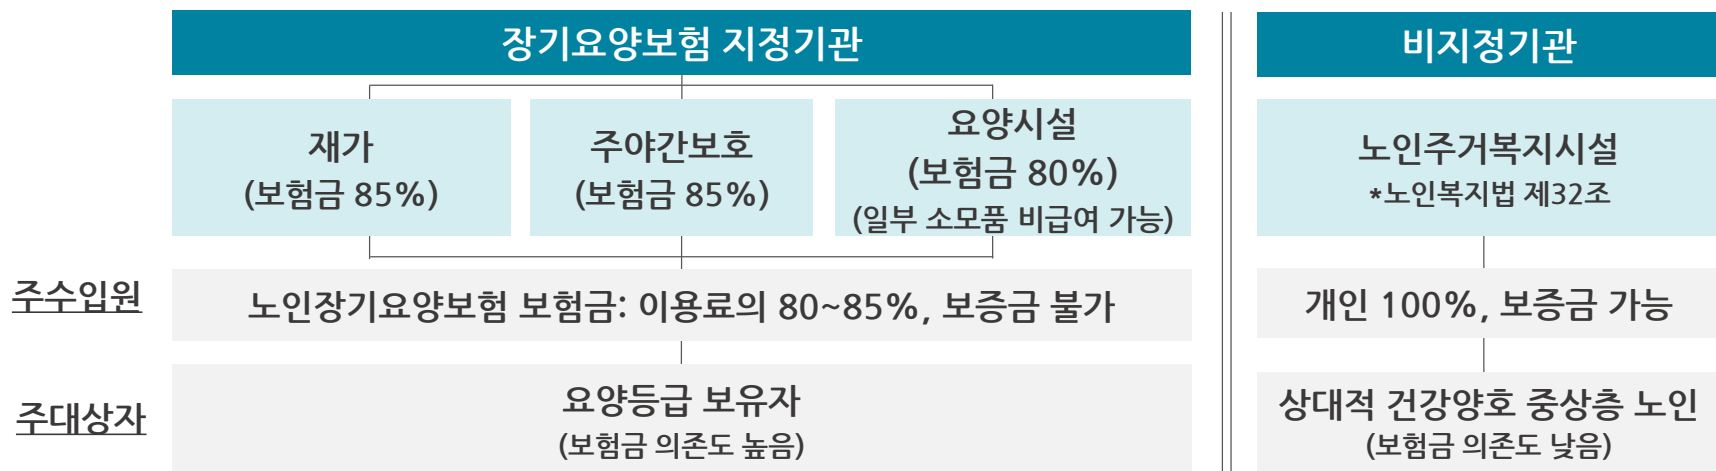 장기요양보험 지정기관
비지정기관
재가
(보험금 85%)
주야간보호
(보험금 85%)
요양시설
(보험금 80%)
(일부 소모품 비급여 가능)
노인주거복지시설
*노인복지법 제32조
주수입원
노인장기요양보험 보험금: 이용료의 80~85%, 보증금 불가
개인 100%, 보증금 가능
주대상자
요양등급 보유자
(보험금 의존도 높음)
상대적 건강양호 중상층 노인
(보험금 의존도 낮음)